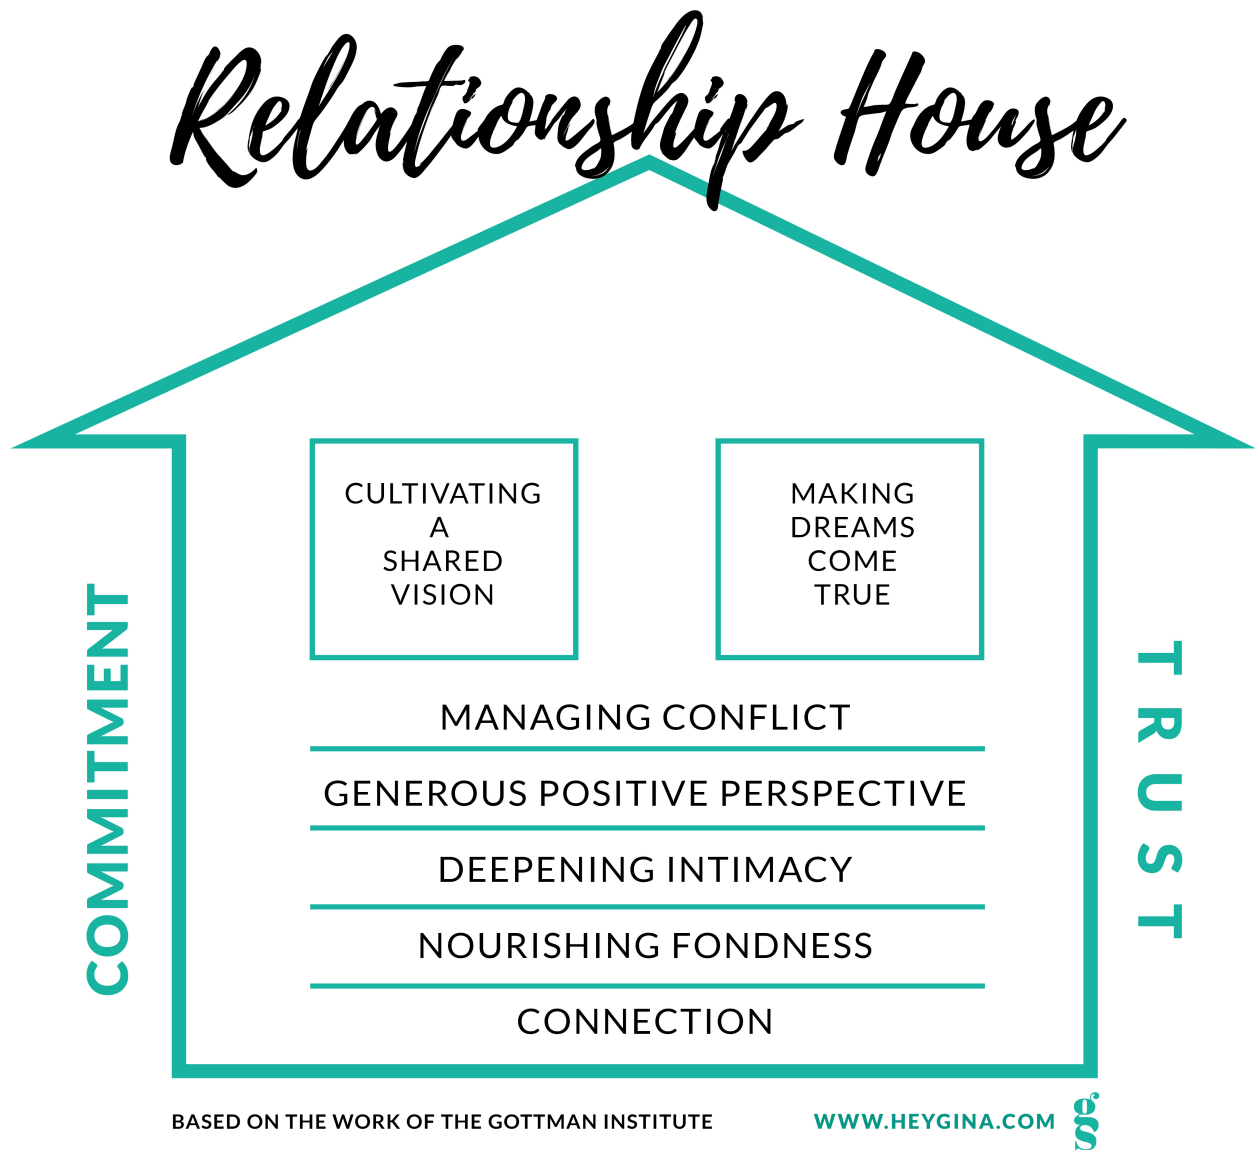 Relationship House
CULTIVATING
A
SHARED
VISION
MAKING
DREAMS
COME
TRUE
COMMITMENT
TRUST
MANAGING CONFLICT
GENEROUS POSITIVE PERSPECTIVE
DEEPENING INTIMACY
NOURISHING FONDNESS
CONNECTION
BASED ON THE WORK OF THE GOTTMAN INSTITUTE
WWW.HEYGINA.COM
gs